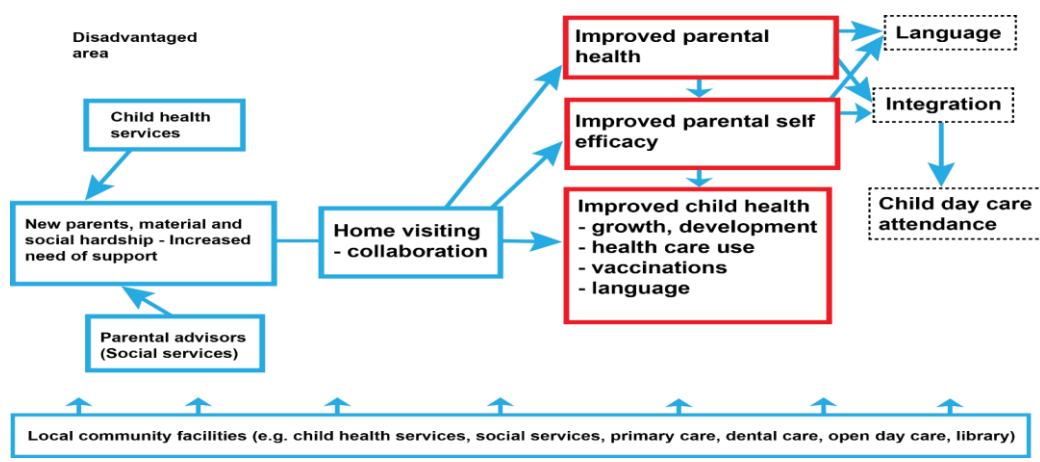 Disadvantaged
area
Child health
services
New parents, material and
social hardship - Increased
need of support
Parental advisors
(Social services)
Home visiting
- collaboration
Improved parental
health
Improved parental self
efficacy
Improved child health
- growth, development
- health care use
- vaccinations
- language
Language
Integration
Child day care
attendance
Local community facilities (e.g. child health services, social services, primary care, dental care, open day care, library)